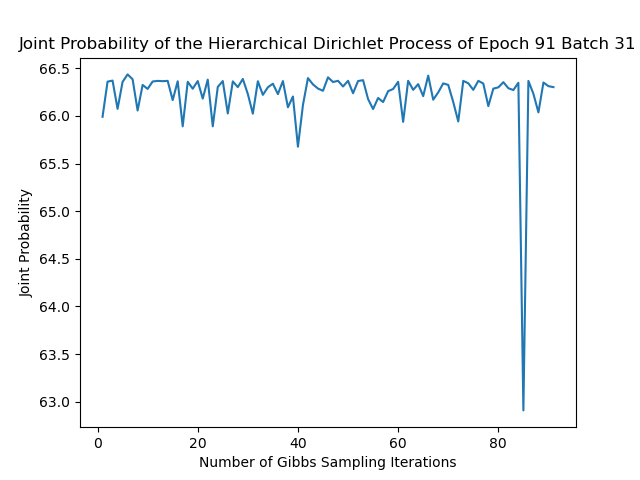 Joint Probability of the Hierarchical Dirichlet Process of Epoch 91 Batch 31
66.5
66.0
65.5
65.0
64.5
64.0
63.5
63.0
Joint Probability
0 20 40 60 80
Number of Gibbs Sampling Iterations